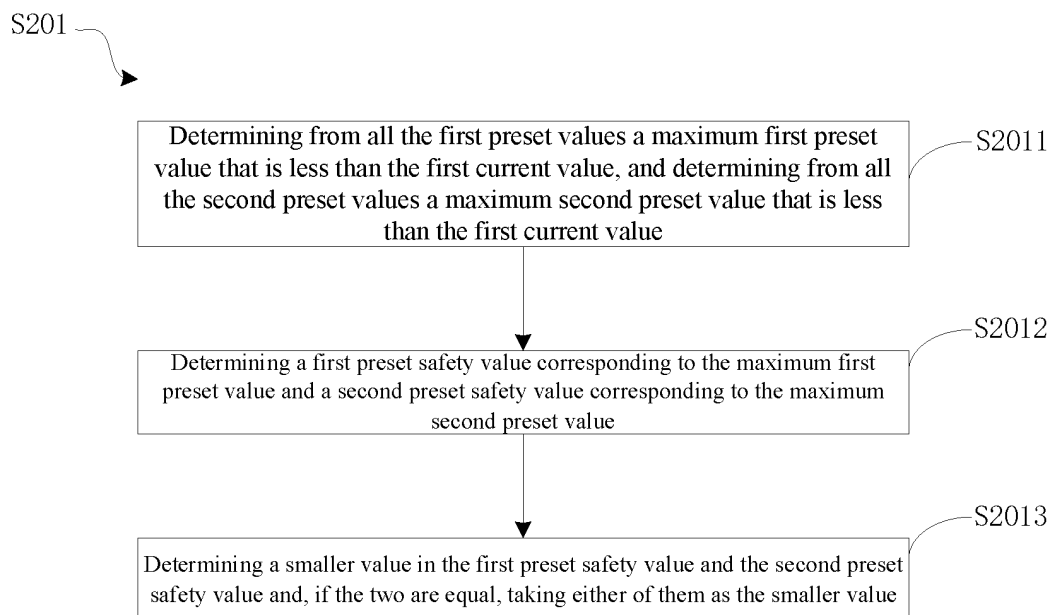 S201
Determining from all the first preset values a maximum first preset
value that is less than the first current value, and determining from all
the second preset values a maximum second preset value that is less
than the first current value
S2011
Determining a first preset safety value corresponding to the maximum first
preset value and a second preset safety value corresponding to the maximum
second preset value
S2012
Determining a smaller value in the first preset safety value and the second preset
safety value and, if the two are equal, taking either of them as the smaller value
S2013